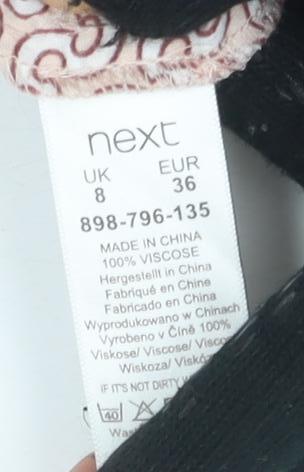 next
UK EUR
8 36
898-796-135
MADE IN CHINA
100% VISCOSE
Hergestellt in China
Fabriqué en Chine
Fabricado en China
Wyprodukowano w Chinach
Vyrobeno v Číně 100%
Viskose/ Viscose/
Wiskoza/
IF IT'S NOT DIRTY
40